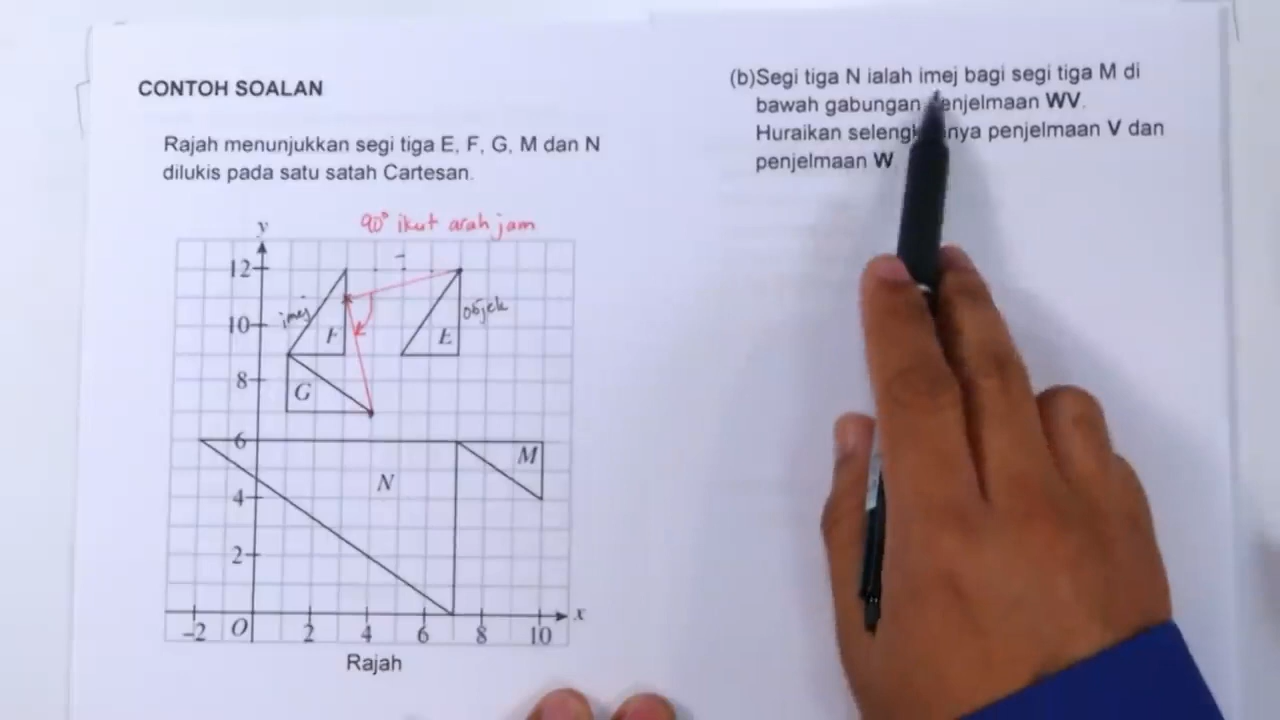 CONTOH SOALAN
Rajah menunjukkan segi tiga E, F, G, M dan N
dilukis pada satu satah Cartesan.
90° ikut arah jam
y
12
10
8
6
4
2
imej
F
objek
E
G
M
N
-2
O
2
4
6
8
10
x
Rajah
(b)Segi tiga N ialah imej bagi segi tiga M di
bawah gabungan penjelmaan WV.
Huraikan penjelmaan V dan
penjelmaan W